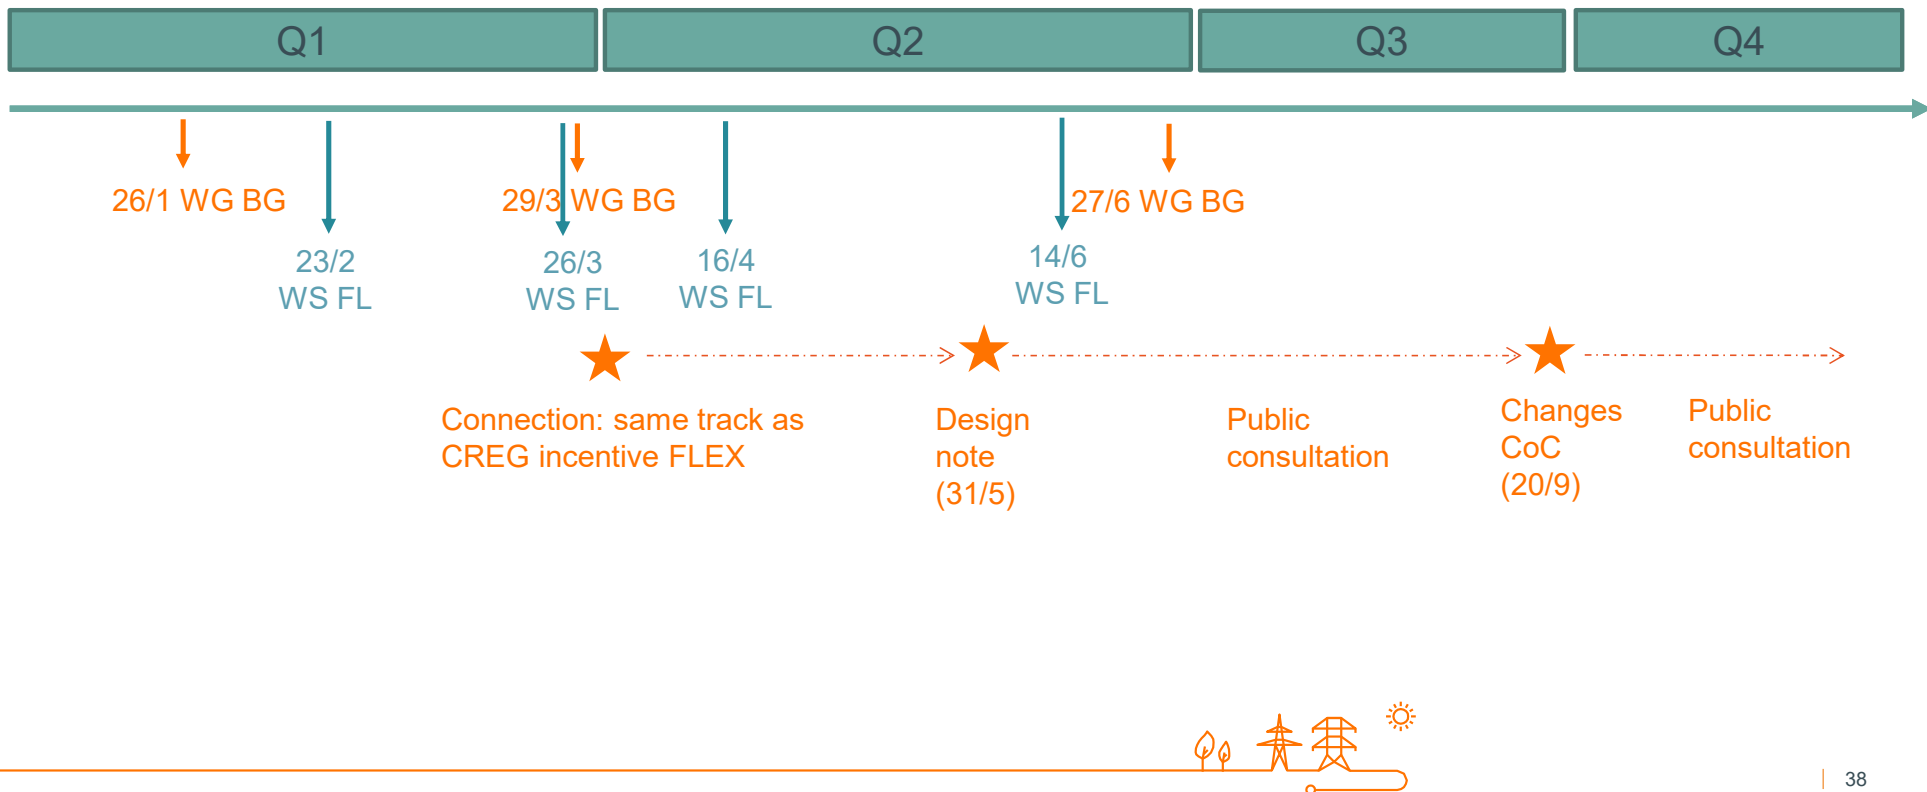 Q1
Q2
Q3
Q4
26/1 WG BG
29/3 WG BG
27/6 WG BG
23/2
WS FL
26/3
WS FL
16/4
WS FL
14/6
WS FL
Connection: same track as
CREG incentive FLEX
Design
note
(31/5)
Public
consultation
Changes
CoC
(20/9)
Public
consultation
38